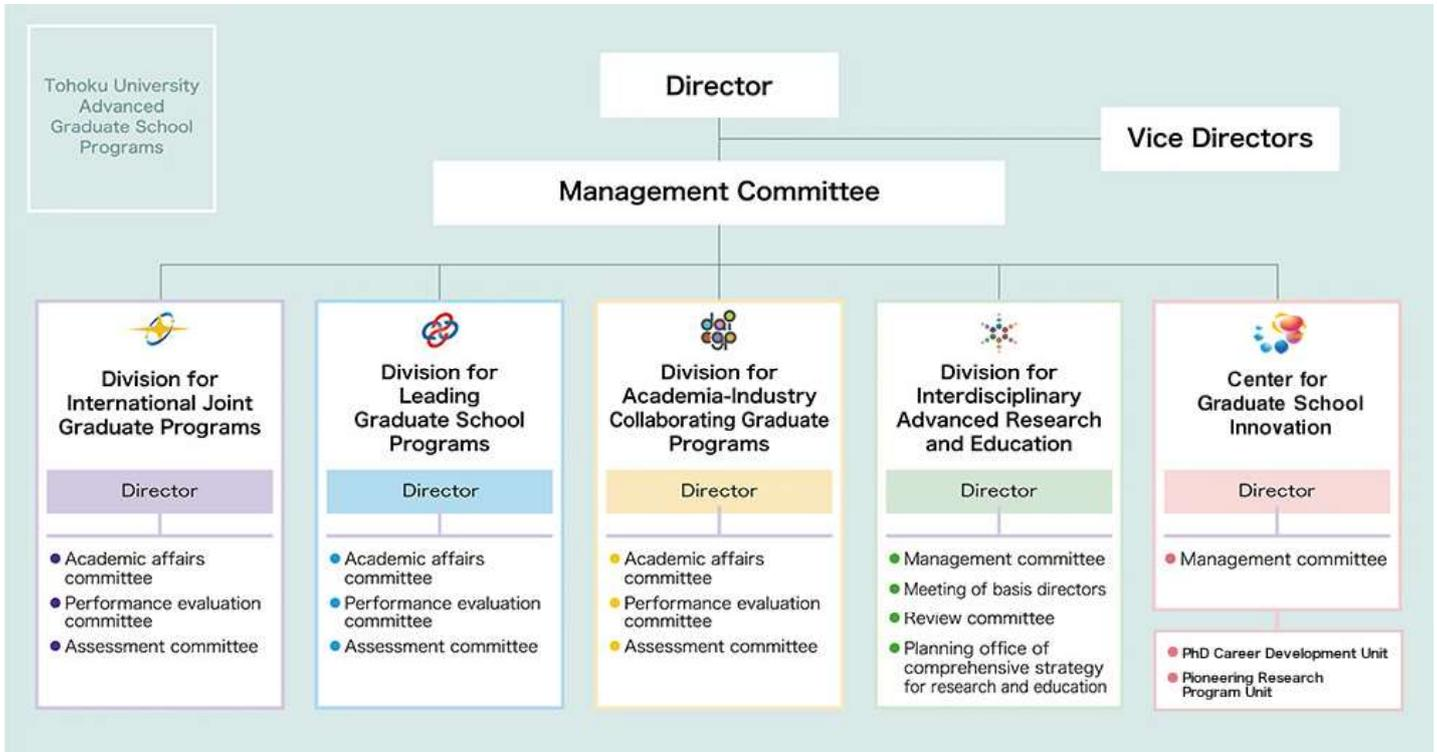 Tohoku University
Advanced
Graduate School
Programs
Director
Vice Directors
Management Committee
Division for
International Joint
Graduate Programs
Director
Academic affairs
committee
Performance evaluation
committee
Assessment committee
Division for
Leading
Graduate School
Programs
Director
Academic affairs
committee
Performance evaluation
committee
Assessment committee
dai
cgp
Division for
Academia-Industry
Collaborating Graduate
Programs
Director
Academic affairs
committee
Performance evaluation
committee
Assessment committee
Division for
Interdisciplinary
Advanced Research
and Education
Director
Management committee
Meeting of basis directors
Review committee
Planning office of
comprehensive strategy
for research and education
Center for
Graduate School
Innovation
Director
Management committee
PhD Career Development Unit
Pioneering Research
Program Unit